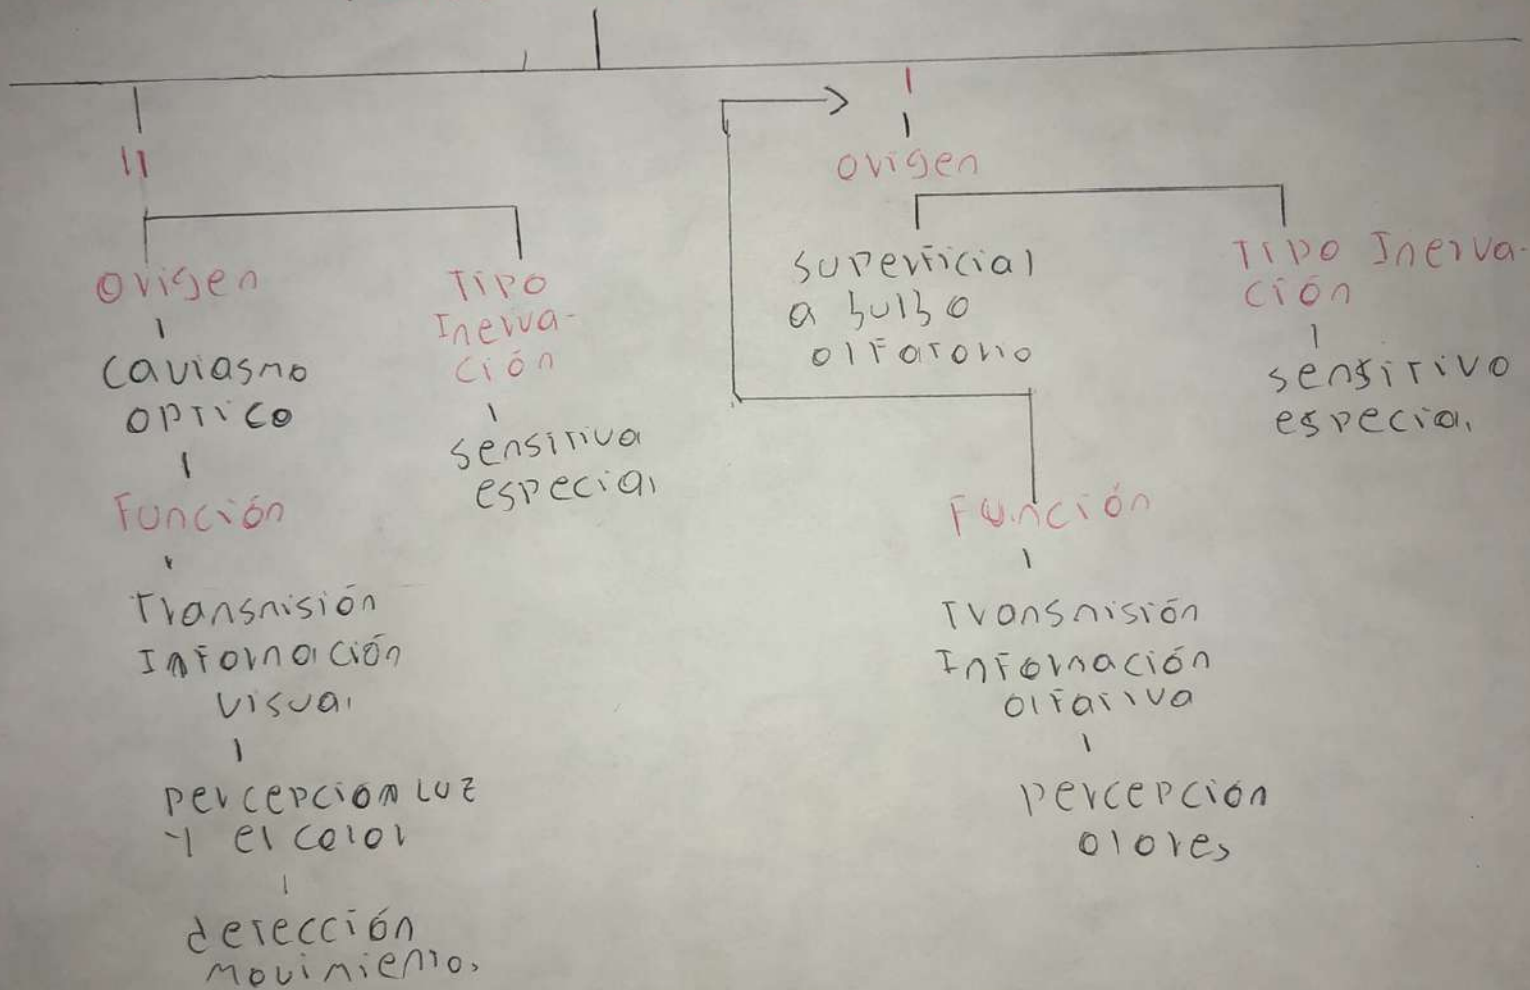 II
Origen
Caviasmo
optico
Función
Transmisión
Información
visual
percepción luz
y el color
detección
movimiento.
Tipo
Inerva-
ción
sensitiva
especial
I
Origen
superficial
a bulbo
olfatorio
Función
Transmisión
Información
olfativa
percepción
olores
Tipo Inerva-
ción
sensitivo
especial